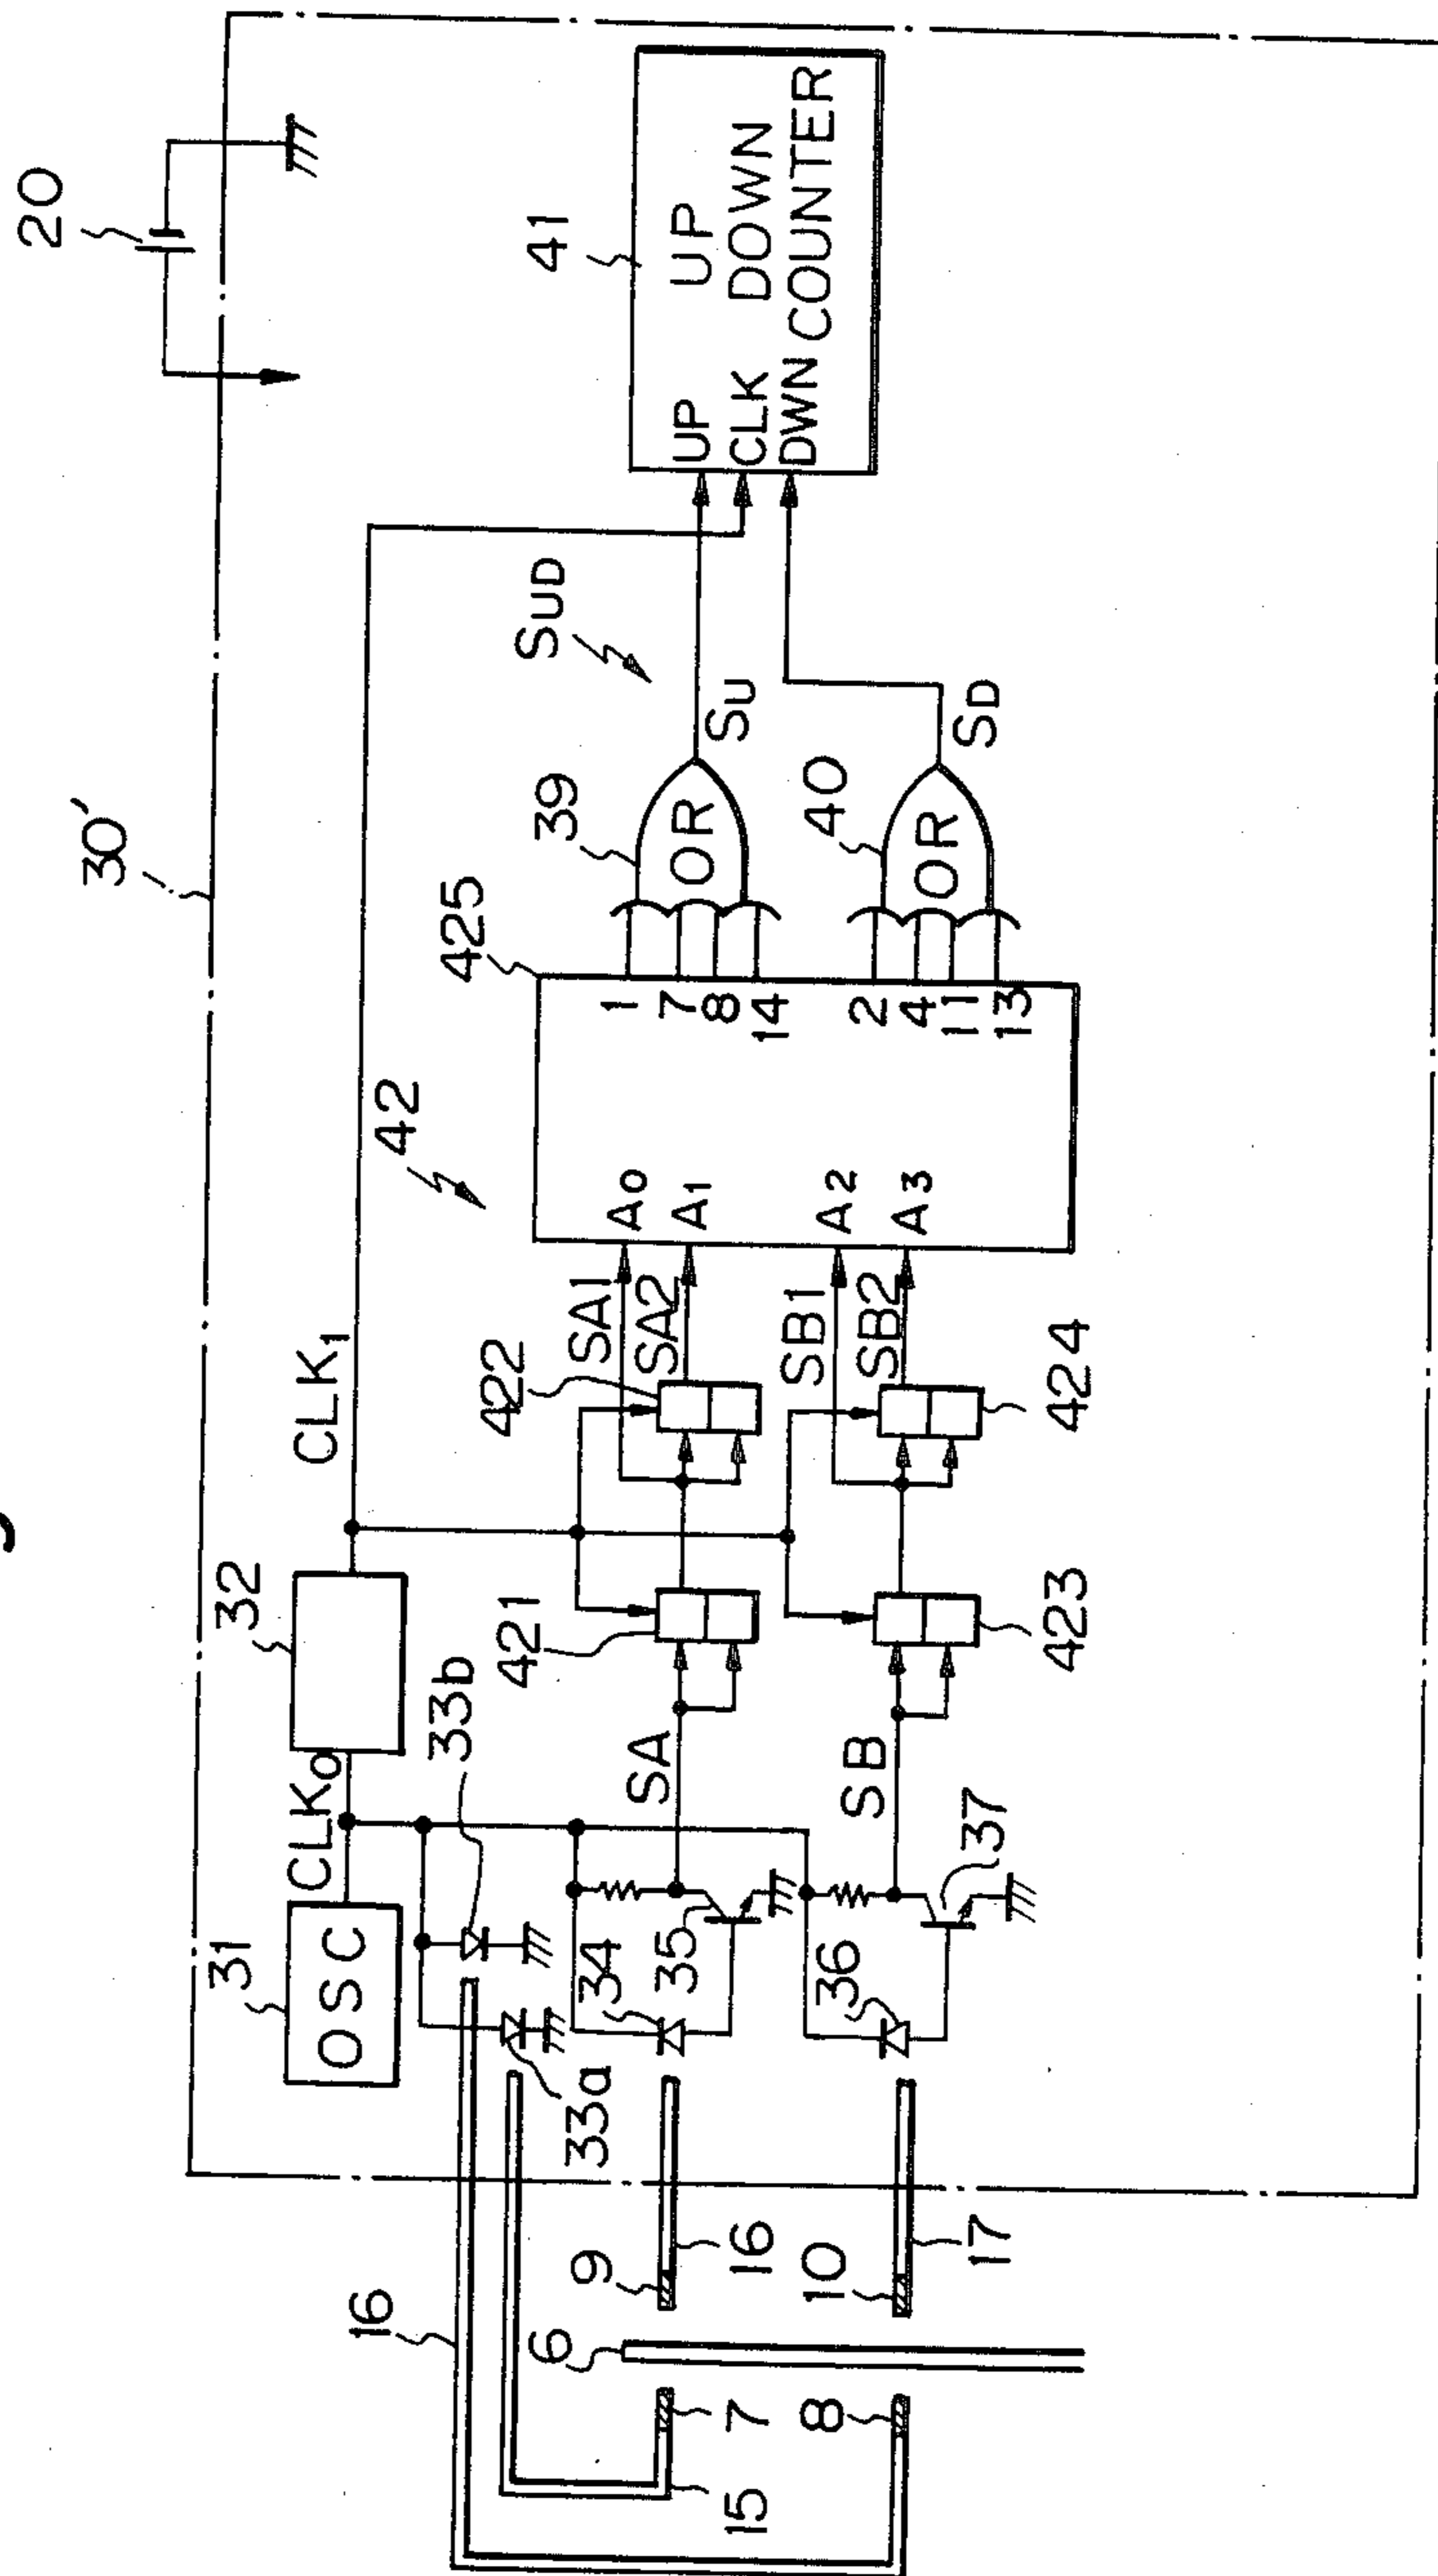 20
30'
41
UP UP
CLK DOWN
DWN COUNTER
SUD
SU
SD
39
OR
40
OR
425
1
7
8
14
2
4
11
13
42
A0
A1
A2
A3
CLK1
SA1
SA2
SB1
SB2
422
424
32
421
423
CLK0
33b
SA
SB
31
OSC
33a
34
35
36
37
16
9
16
10
17
6
7
8
15